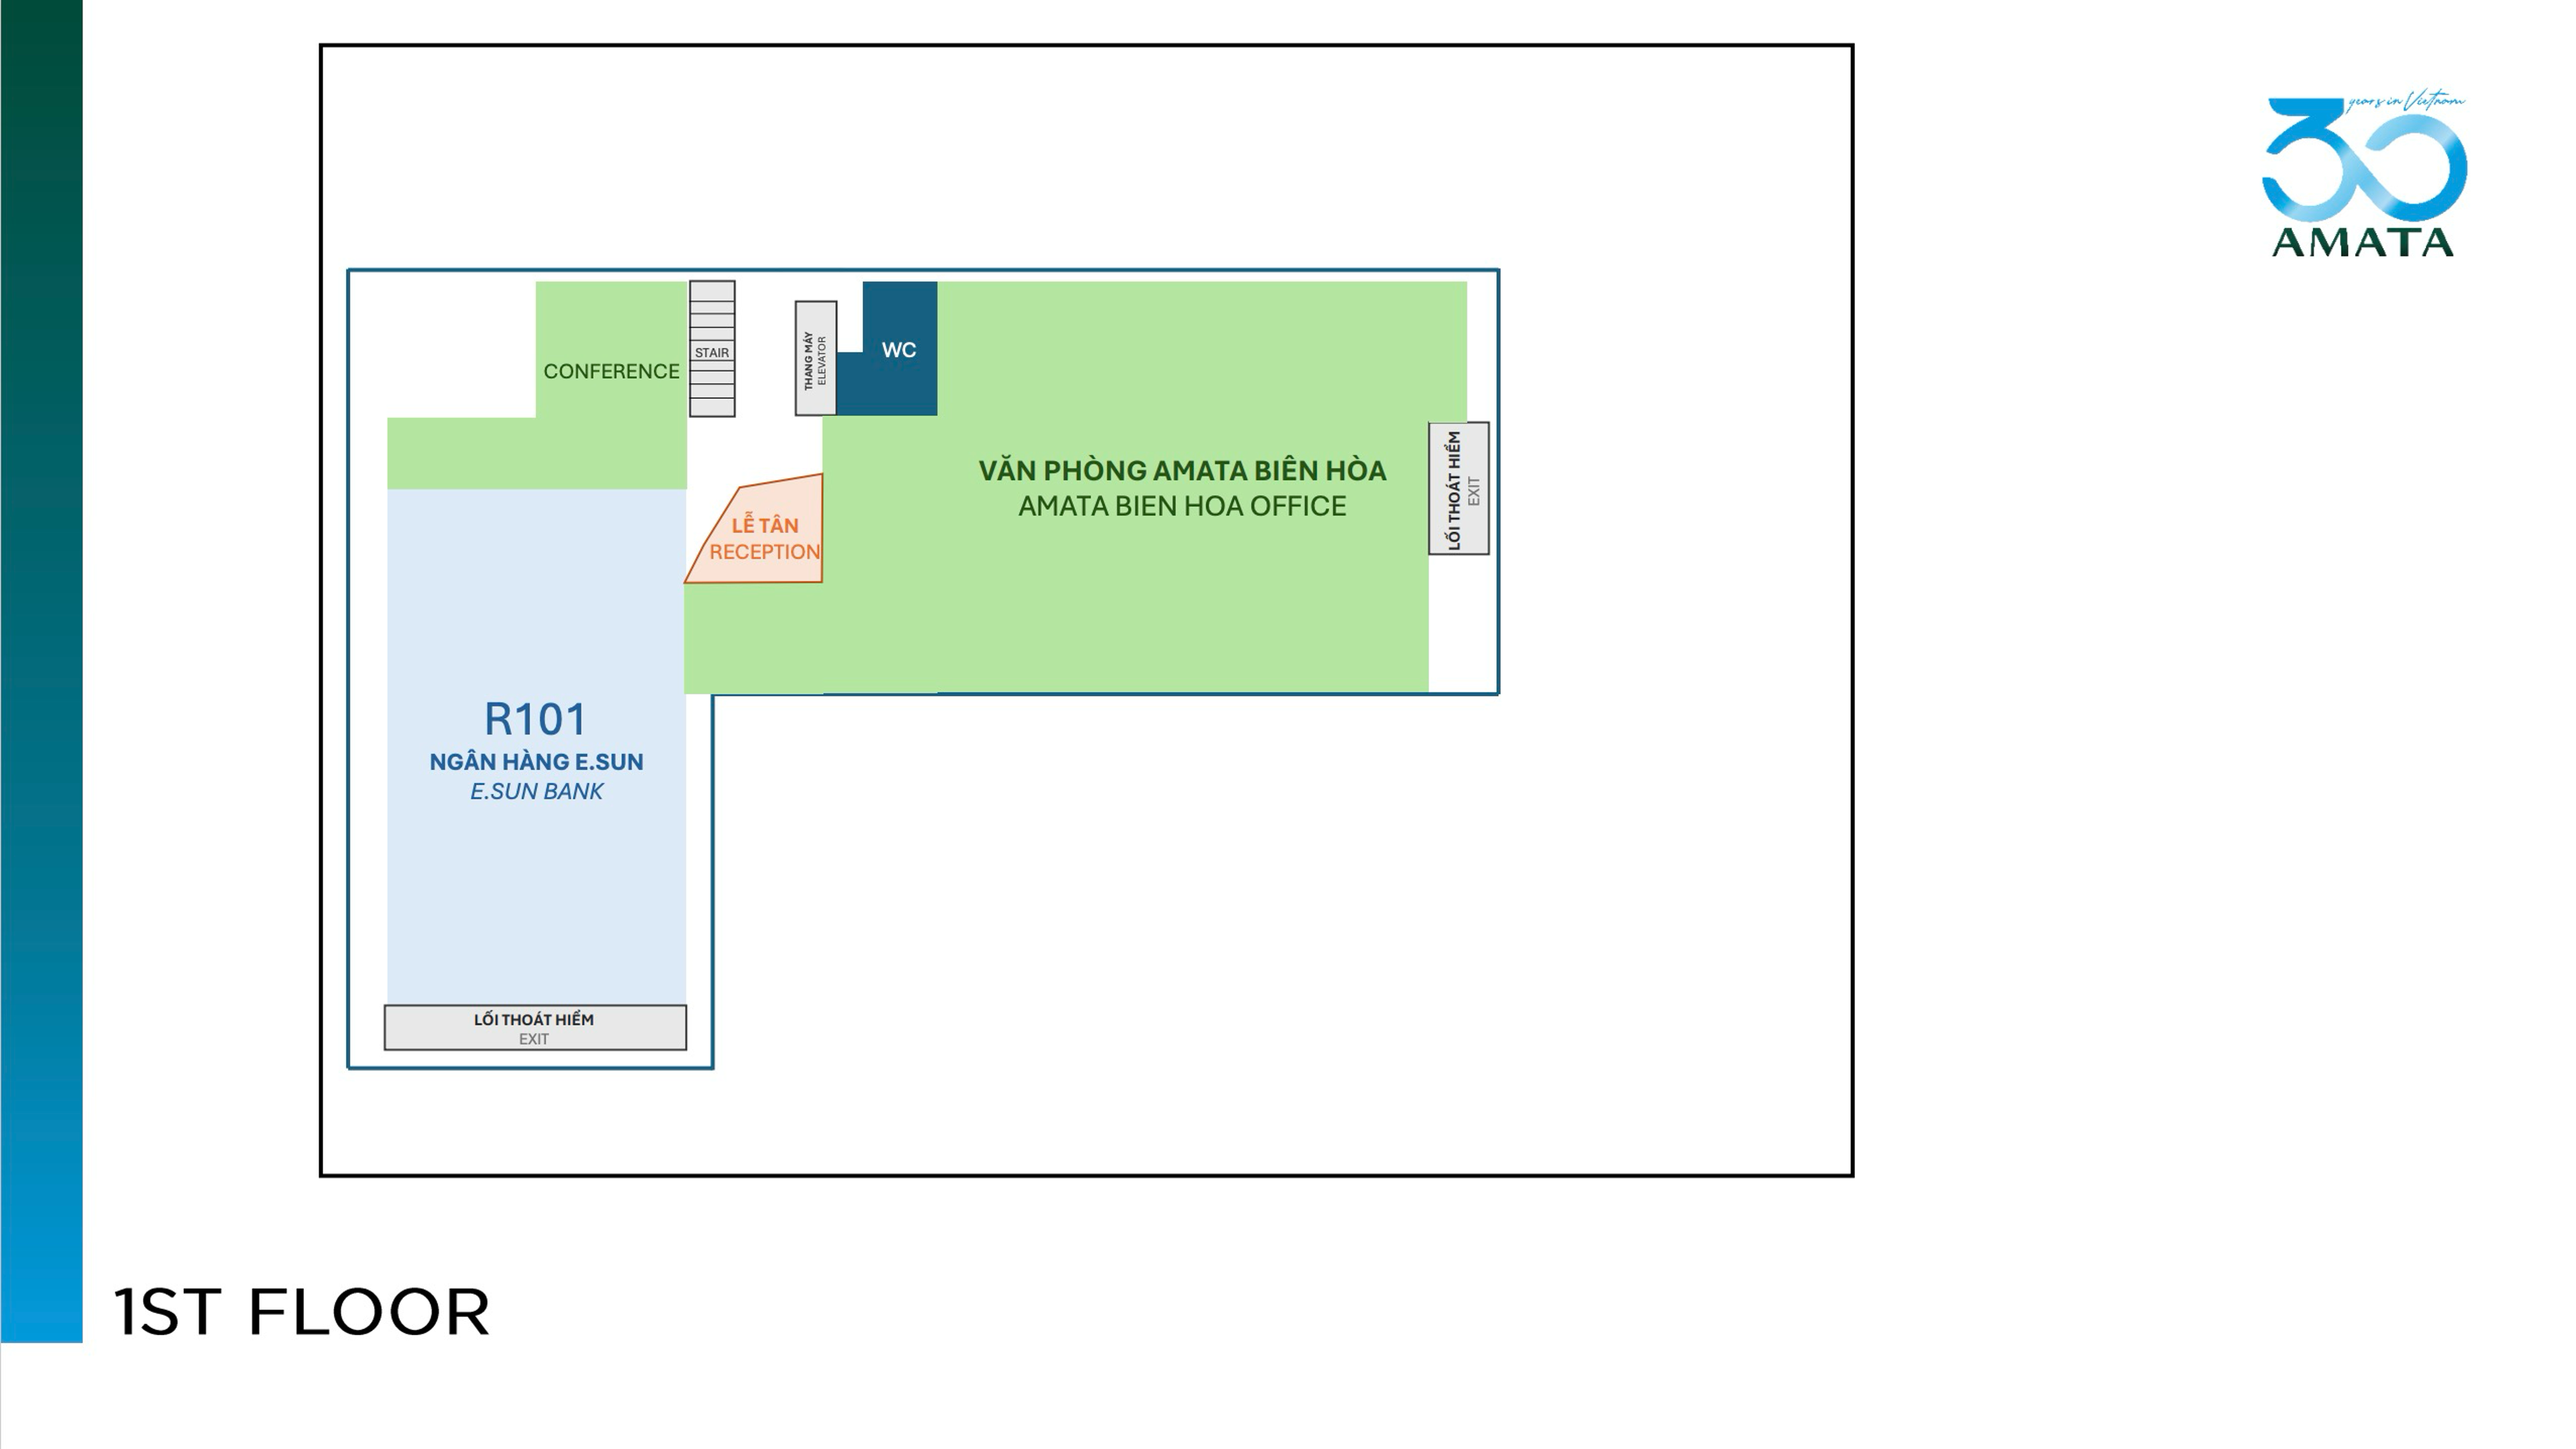 years in Vietnam
30
AMATA
CONFERENCE
STAIR
THANG MÁY
ELEVATOR
WC
VĂN PHÒNG AMATA BIÊN HÒA
AMATA BIEN HOA OFFICE
LỐI THOÁT HIỂM
EXIT
LỄ TÂN
RECEPTION
R101
NGÂN HÀNG E.SUN
E.SUN BANK
LỐI THOÁT HIỂM
EXIT
1ST FLOOR